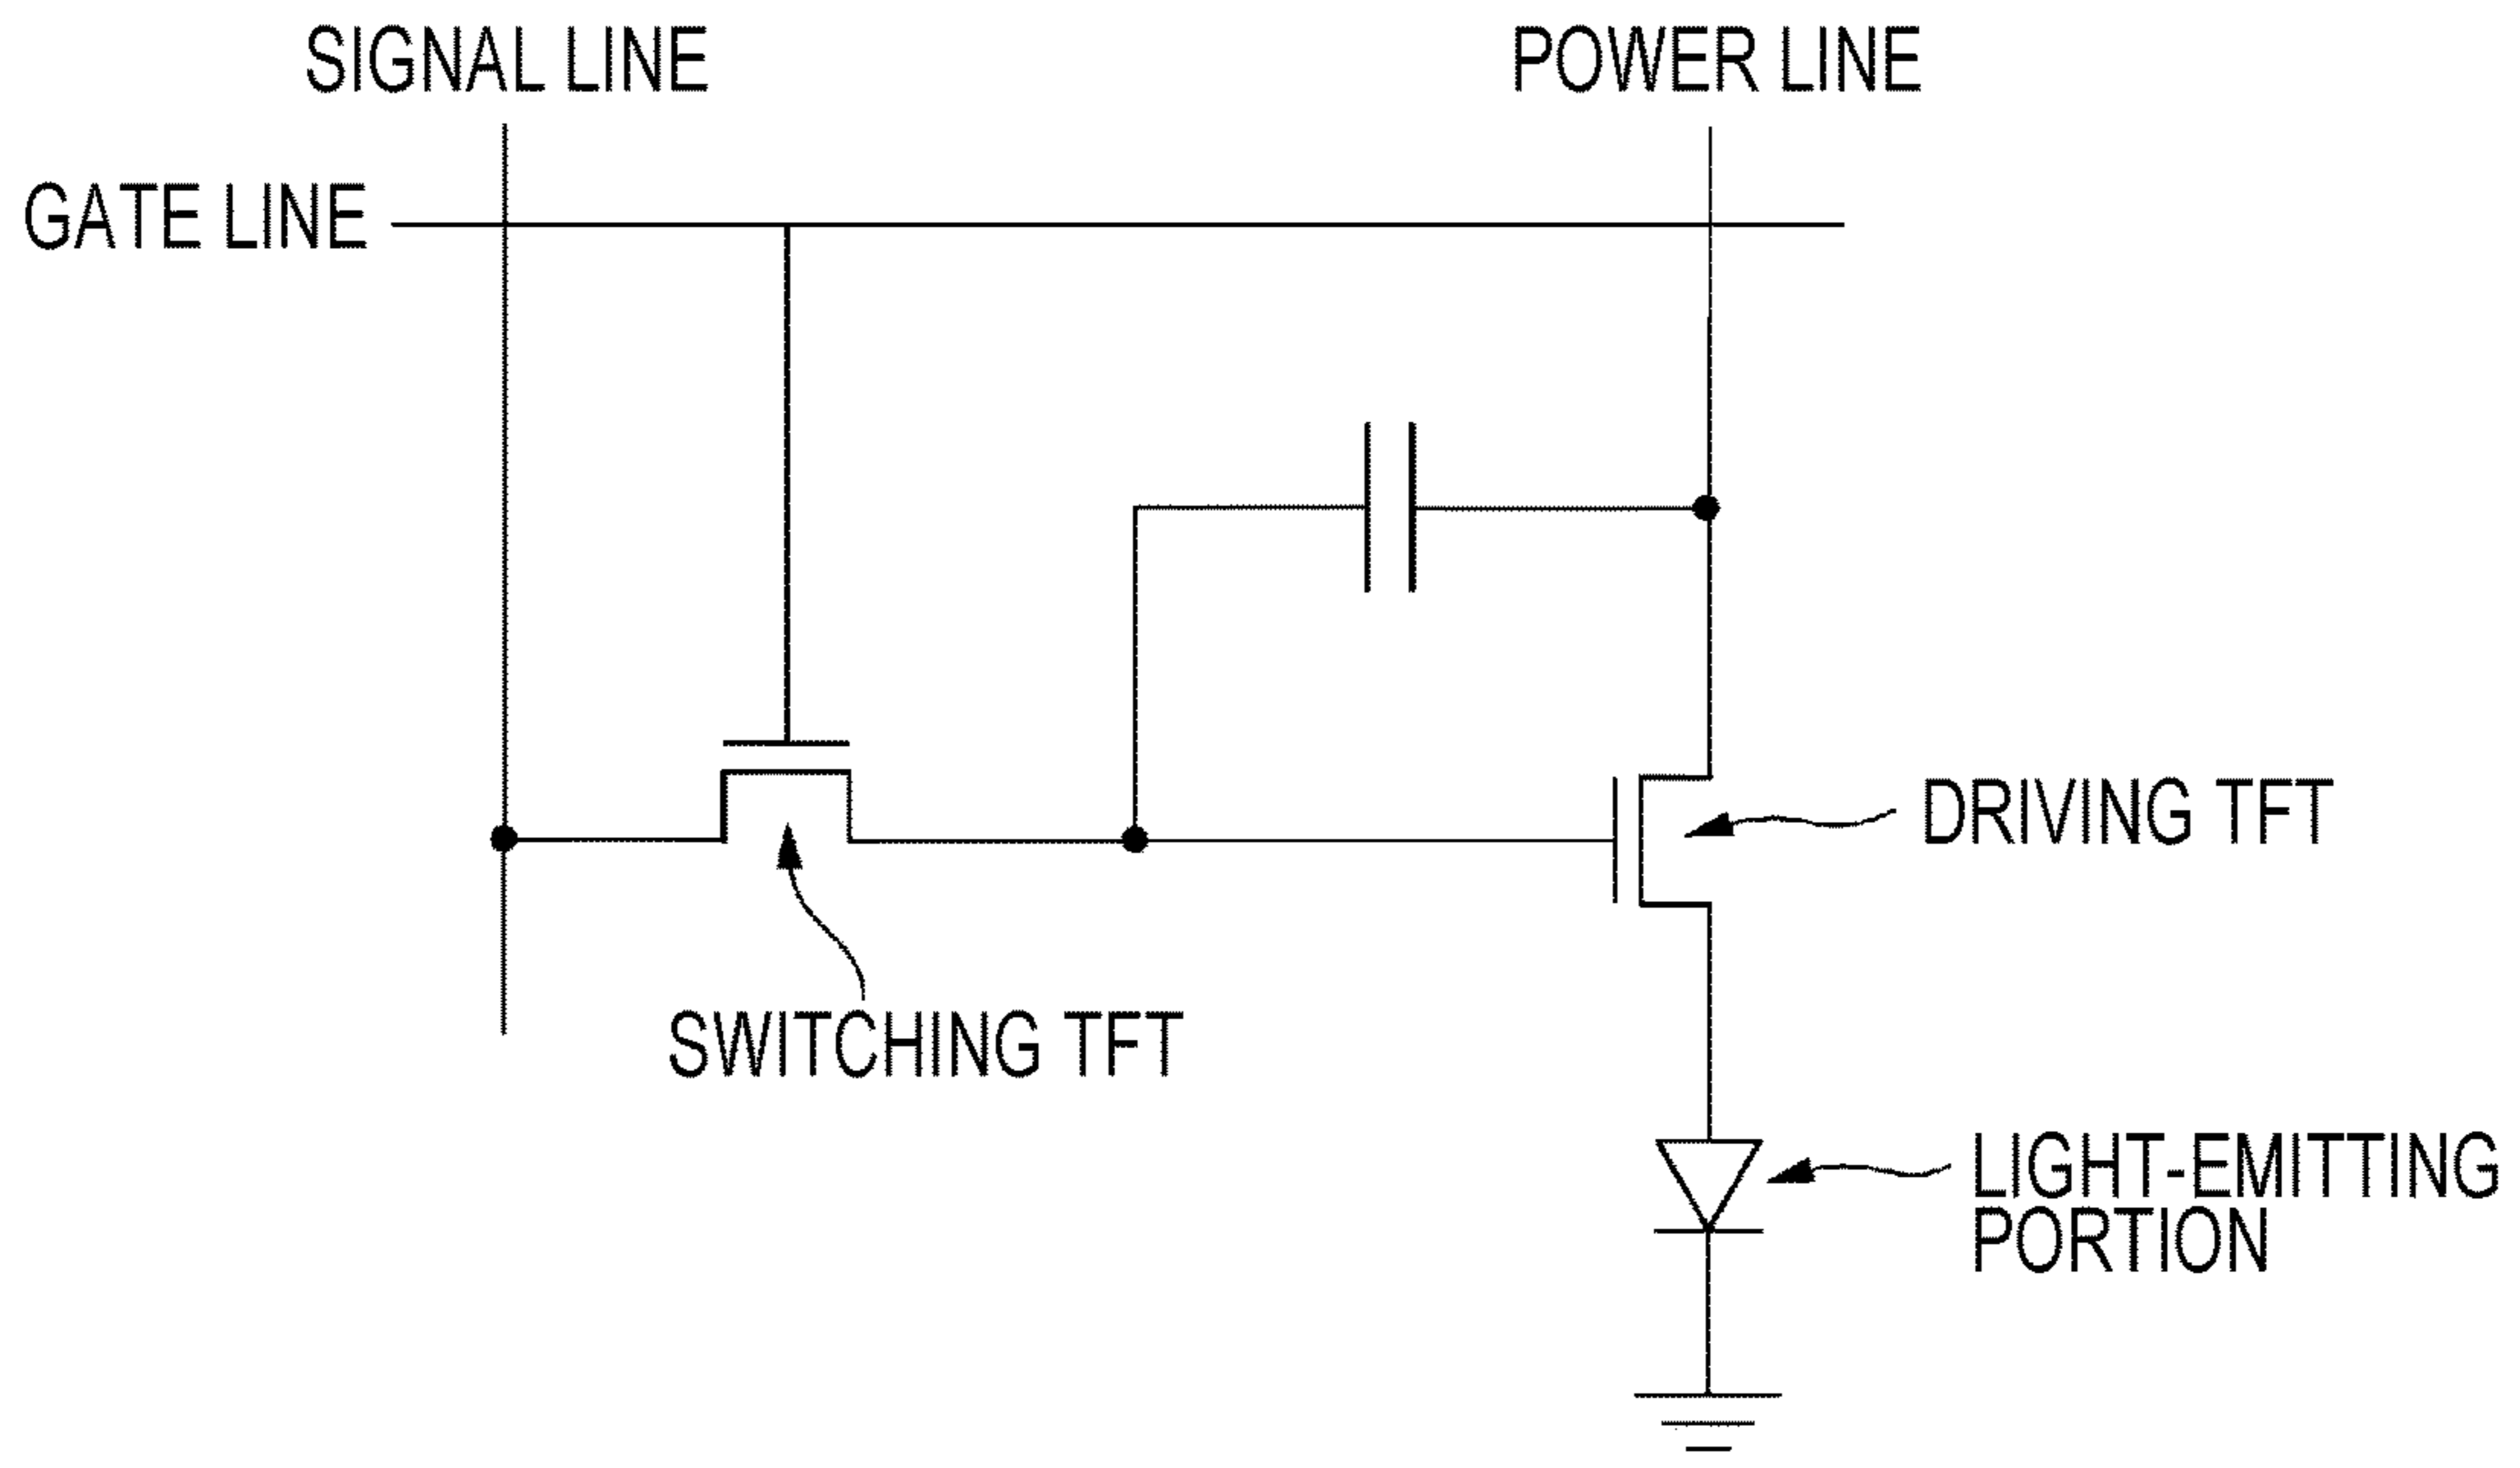 SIGNAL LINE
POWER LINE
GATE LINE
DRIVING TFT
SWITCHING TFT
LIGHT-EMITTING
PORTION